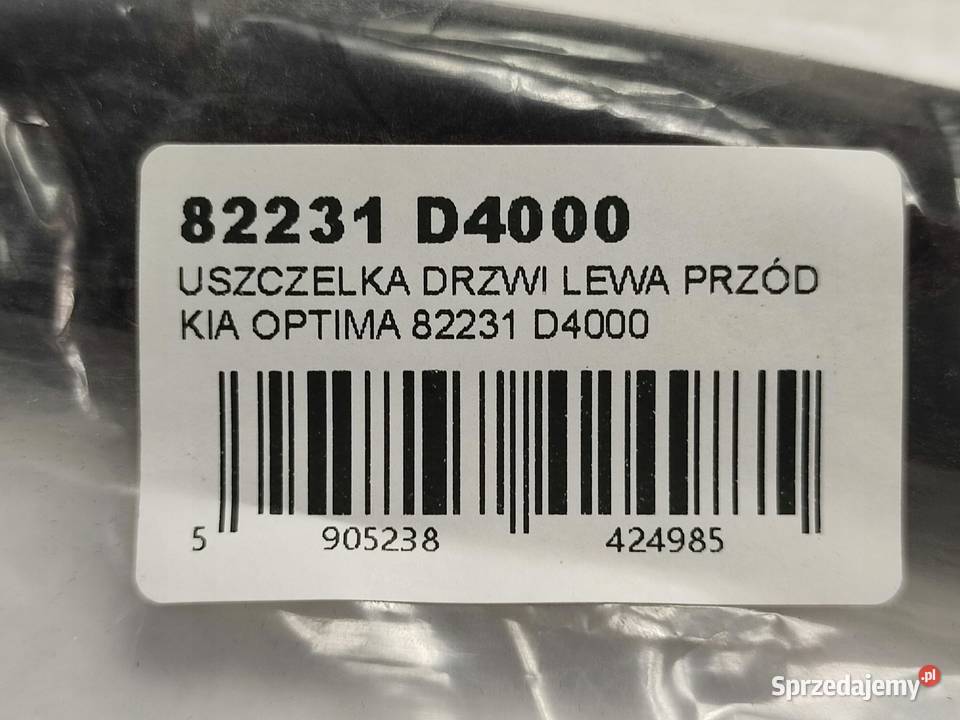 82231 D4000
USZCZELKA DRZWI LEWA PRZÓD
KIA OPTIMA 82231 D4000
5 905238 424985
Sprzedajemy.pl